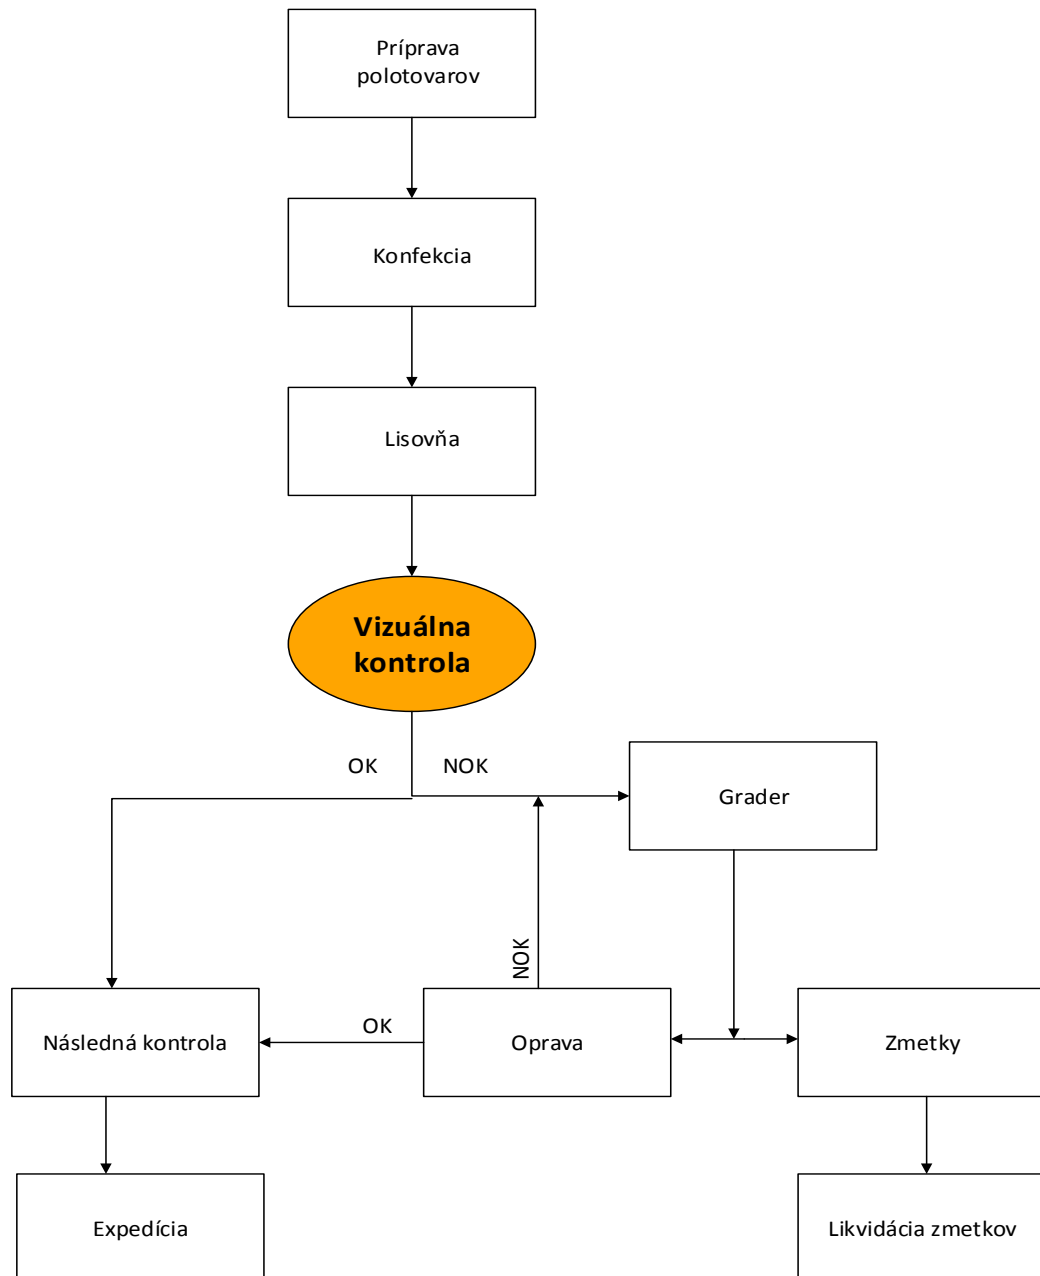 Príprava
polotovarov
Konfekcia
Lisovňa
Vizuálna
kontrola
OK
NOK
Grader
NOK
Následná kontrola
OK
Oprava
Zmetky
Expedícia
Likvidácia zmetkov